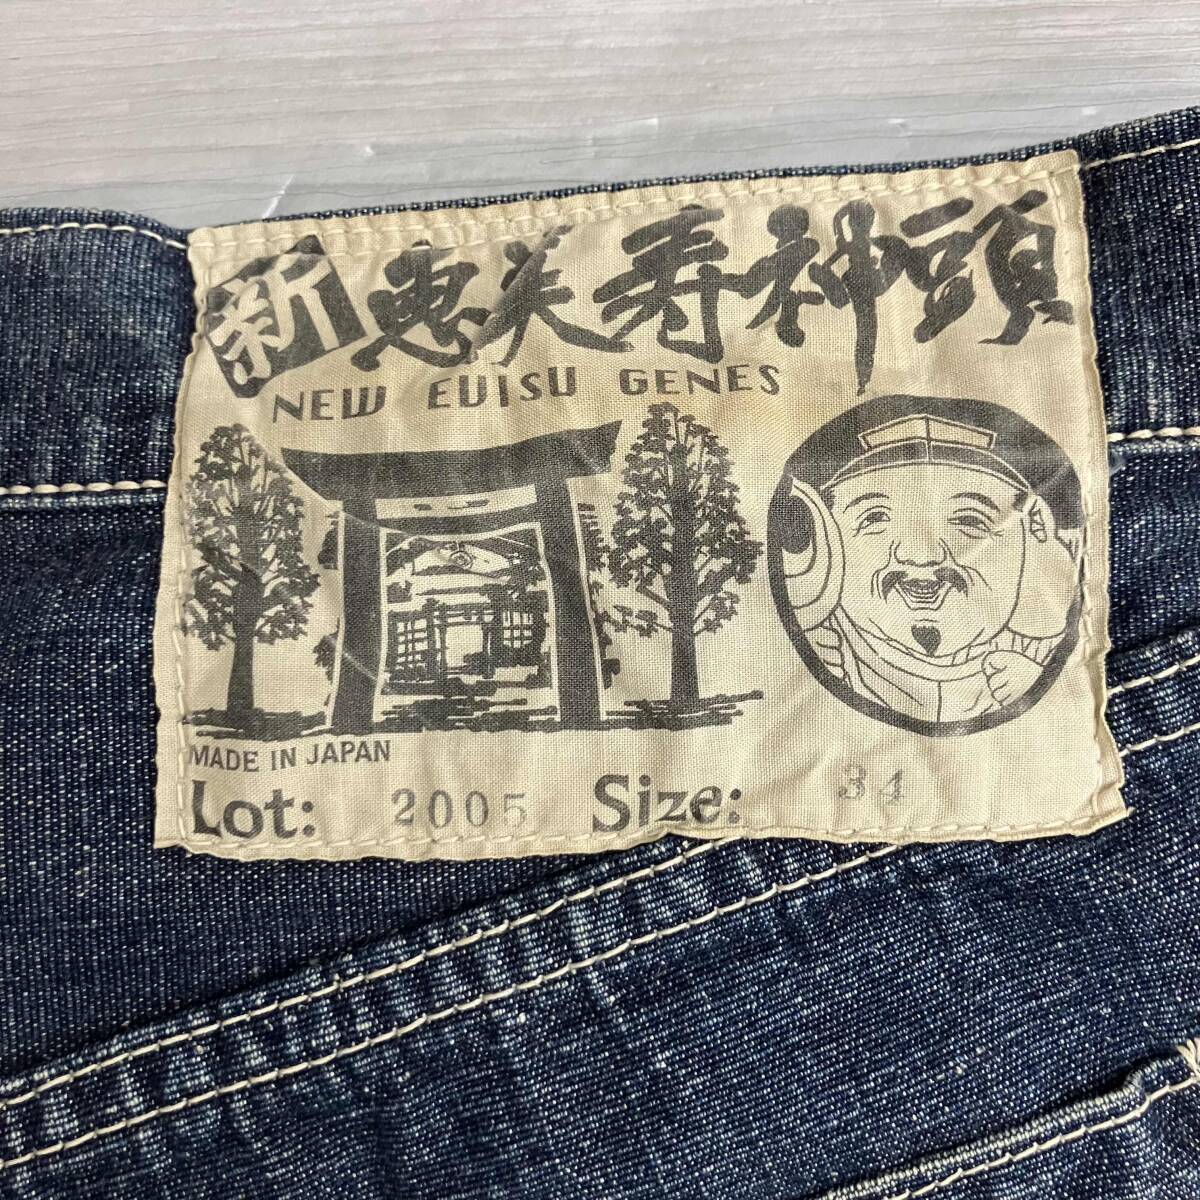 新恵美寿神頭
NEW EVISU GENES
MADE IN JAPAN
Lot: 2005 Size: 34